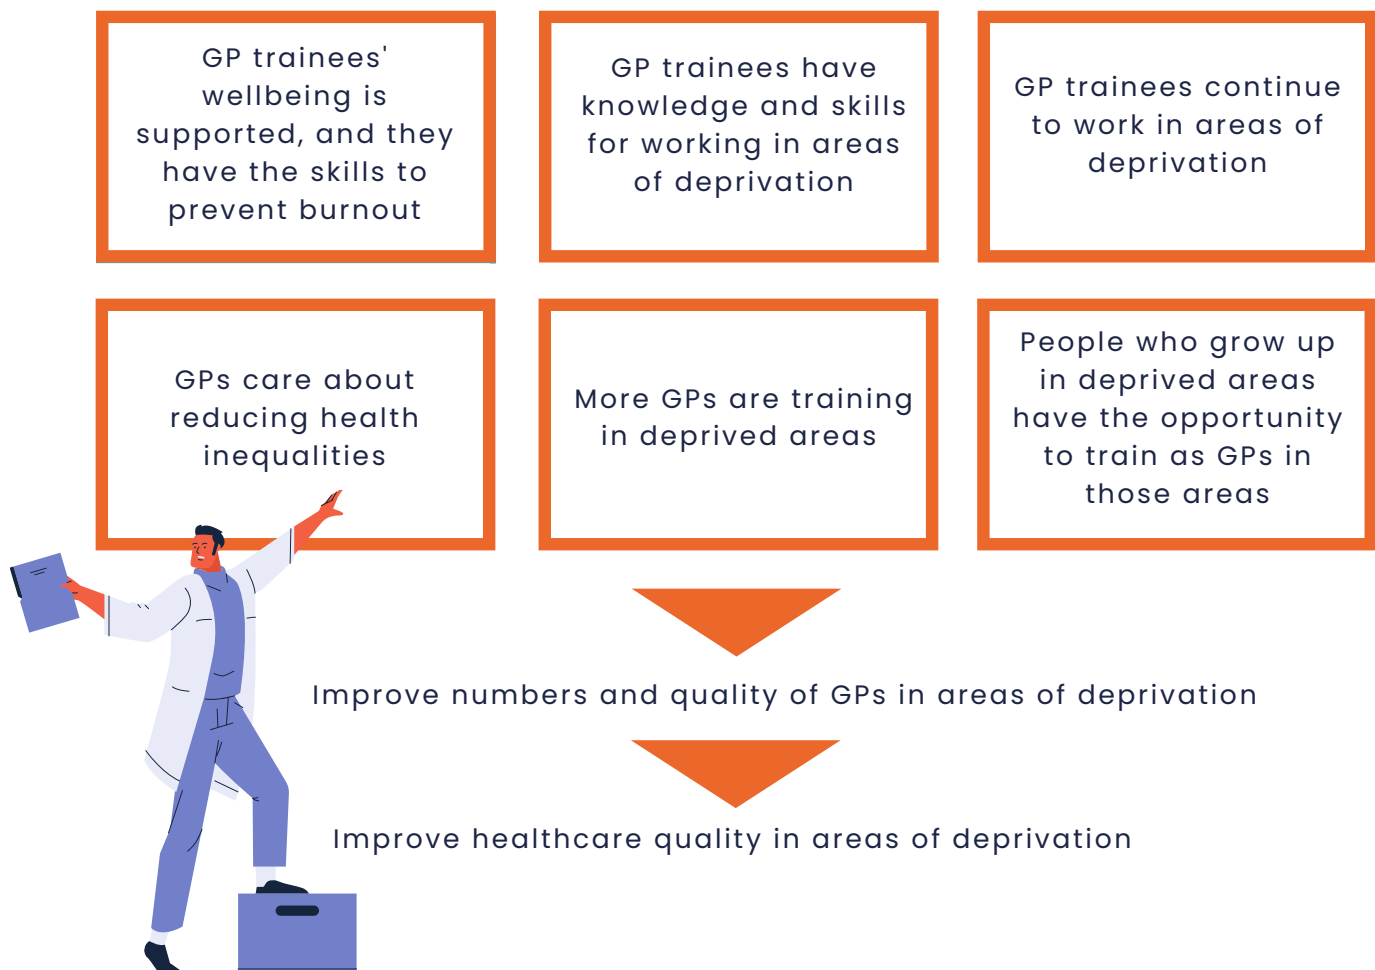 GP trainees'
wellbeing is
supported, and they
have the skills to
prevent burnout
GP trainees have
knowledge and skills
for working in areas
of deprivation
GP trainees continue
to work in areas of
deprivation
GPs care about
reducing health
inequalities
More GPs are training
in deprived areas
People who grow up
in deprived areas
have the opportunity
to train as GPs in
those areas
Improve numbers and quality of GPs in areas of deprivation
Improve healthcare quality in areas of deprivation